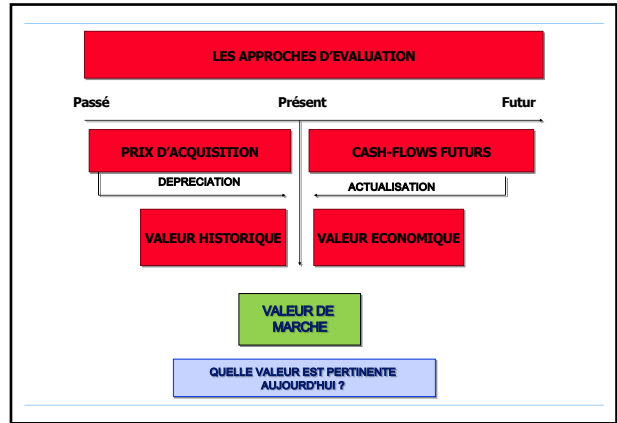 LES APPROCHES D'EVALUATION
Passé Présent Futur
PRIX D'ACQUISITION CASH-FLOWS FUTURS
DEPRECIATION ACTUALISATION
VALEUR HISTORIQUE VALEUR ECONOMIQUE
VALEUR DE
MARCHE
QUELLE VALEUR EST PERTINENTE
AUJOURD'HUI ?